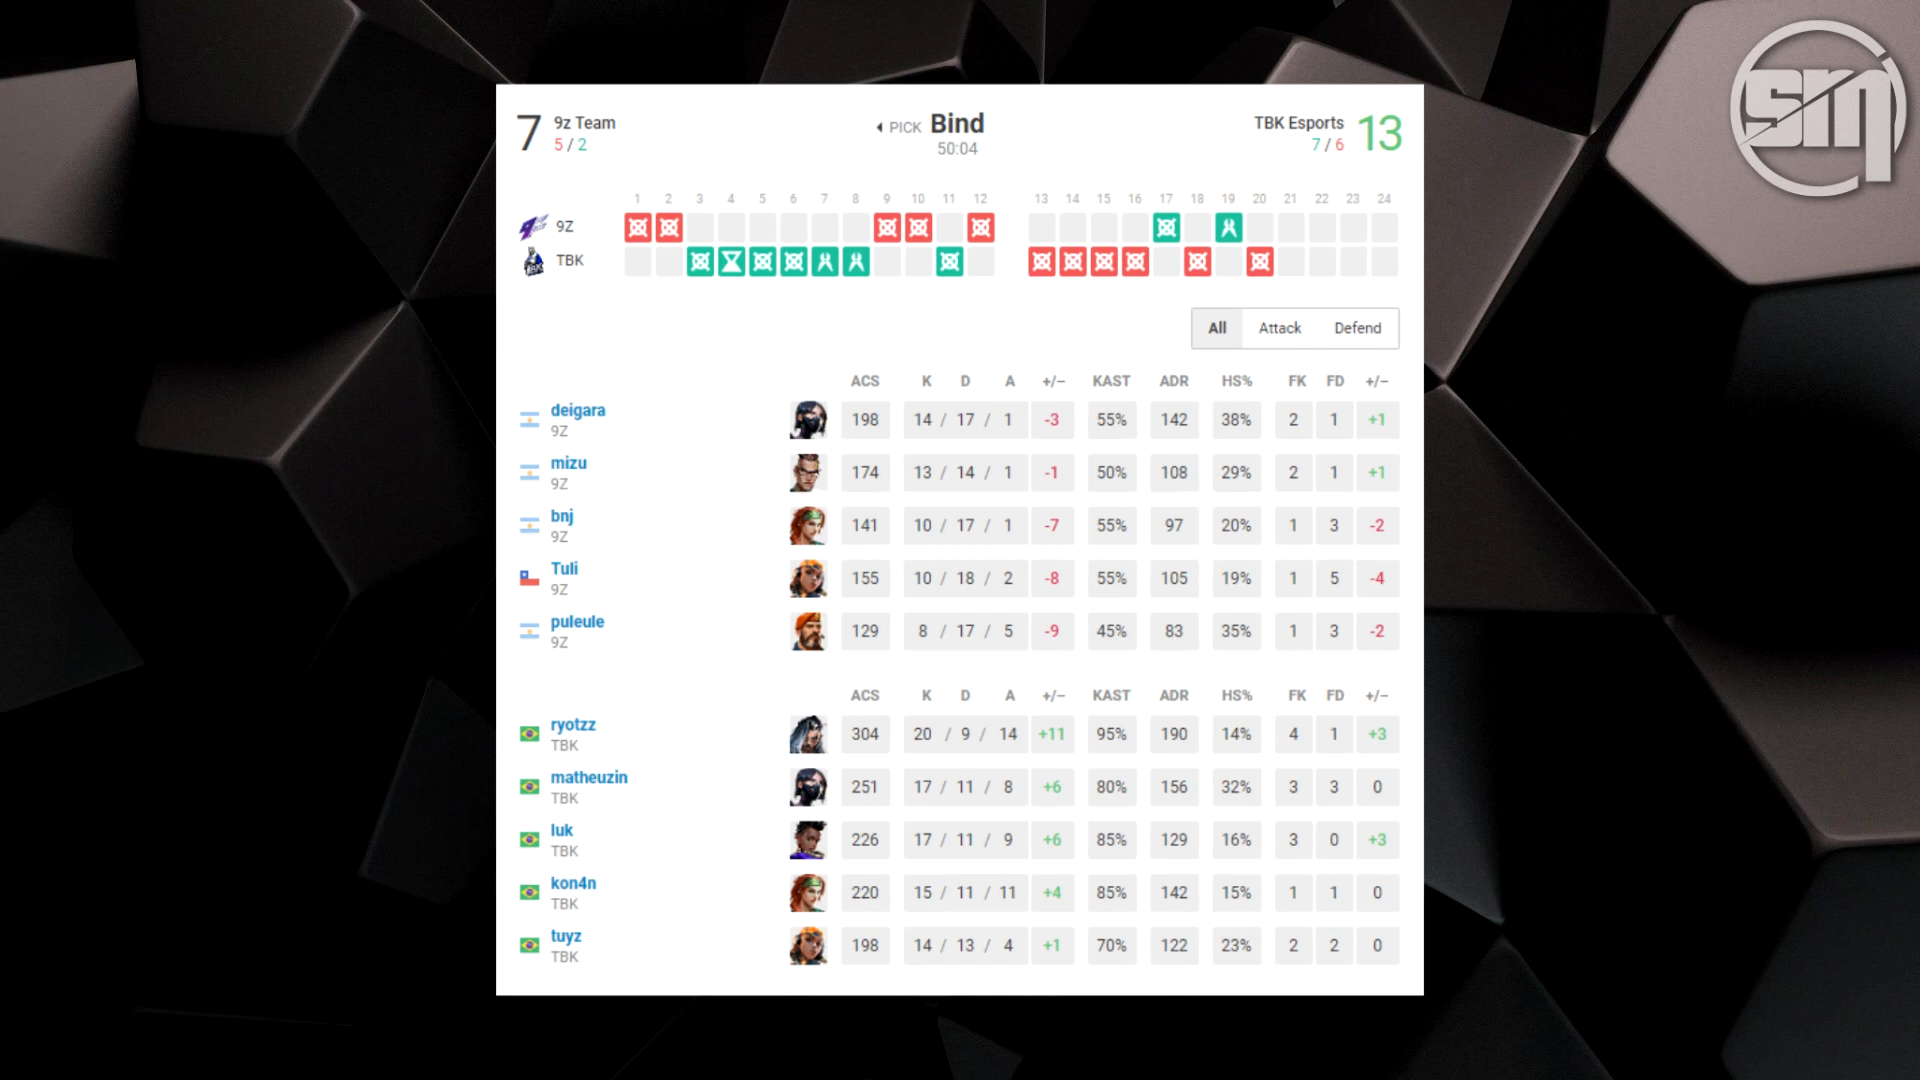 SM
7 9z Team PICK Bind TBK Esports 13
5 / 2 50:04 7 / 6
1 2 3 4 5 6 7 8 9 10 11 12 13 14 15 16 17 18 19 20 21 22 23 24
9Z
TBK
All Attack Defend
ACS K D A +/– KAST ADR HS% FK FD +/–
deigara 9Z 198 14 / 17 / 1 -3 55% 142 38% 2 1 +1
mizu 9Z 174 13 / 14 / 1 -1 50% 108 29% 2 1 +1
bnj 9Z 141 10 / 17 / 1 -7 55% 97 20% 1 3 -2
Tuli 9Z 155 10 / 18 / 2 -8 55% 105 19% 1 5 -4
puleule 9Z 129 8 / 17 / 5 -9 45% 83 35% 1 3 -2
ACS K D A +/– KAST ADR HS% FK FD +/–
ryotzz TBK 304 20 / 9 / 14 +11 95% 190 14% 4 1 +3
matheuzin TBK 251 17 / 11 / 8 +6 80% 156 32% 3 3 0
luk TBK 226 17 / 11 / 9 +6 85% 129 16% 3 0 +3
kon4n TBK 220 15 / 11 / 11 +4 85% 142 15% 1 1 0
tuyz TBK 198 14 / 13 / 4 +1 70% 122 23% 2 2 0